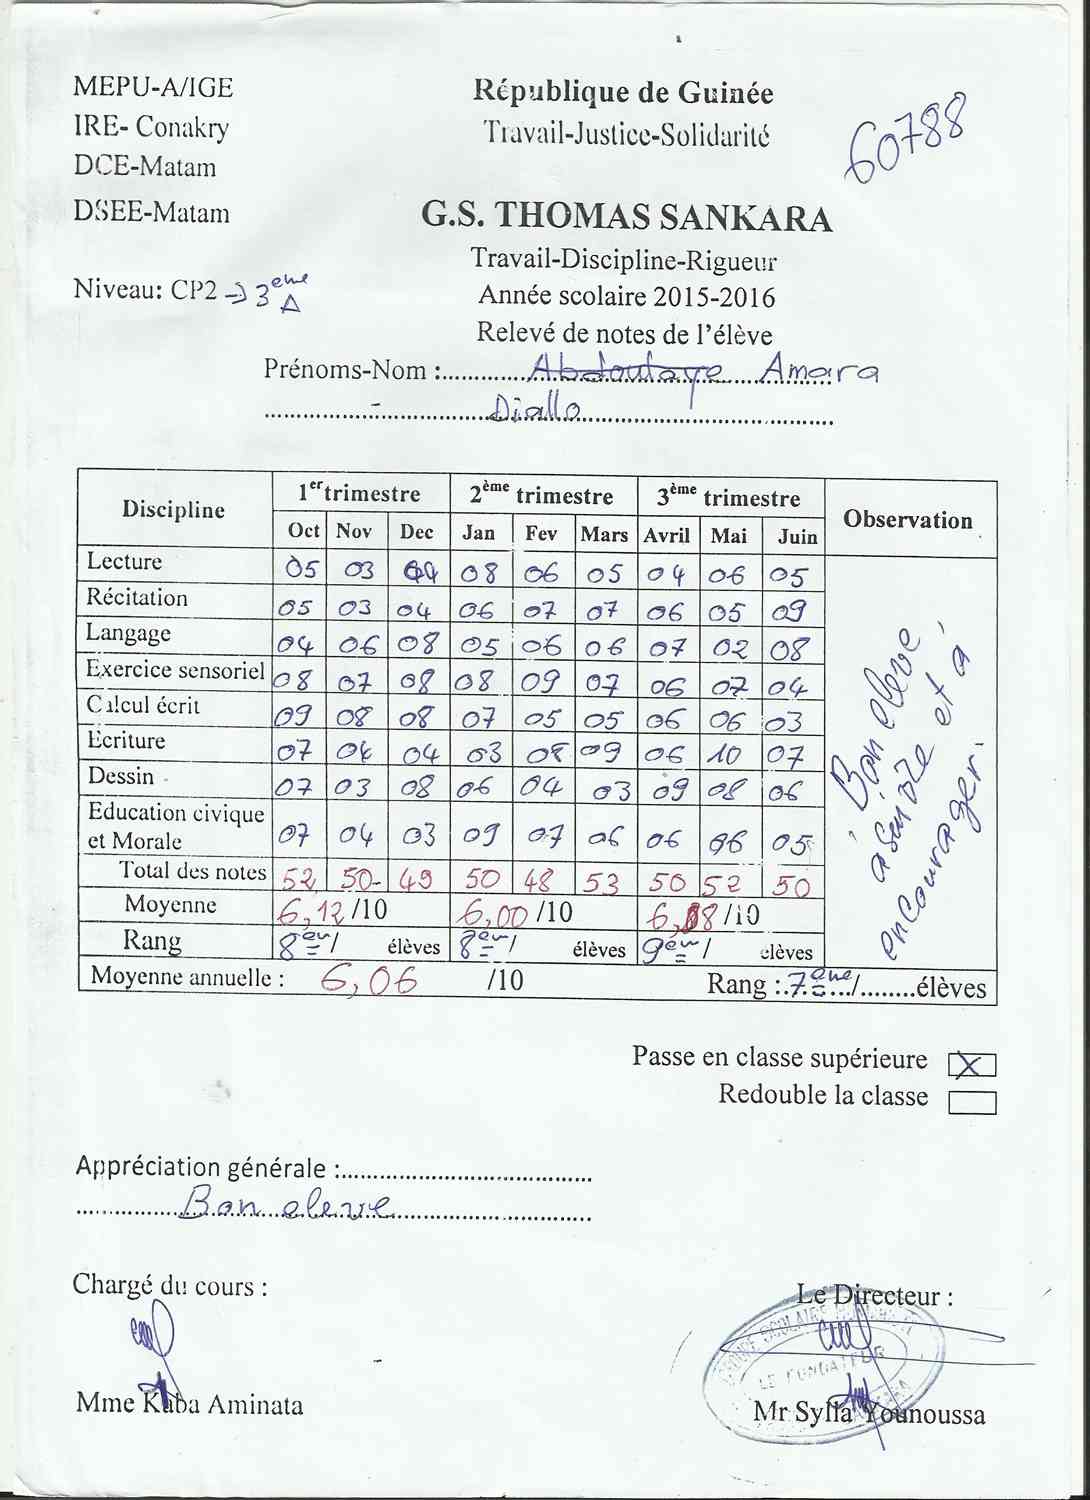 MEPU-A/IGE
République de Guinée
IRE- Conakry
Travail-Justice-Solidarité
60788
DCE-Matam
DSEE-Matam
G.S. THOMAS SANKARA
Travail-Discipline-Rigueur
Niveau: CP2 → 3eme A
Année scolaire 2015-2016
Relevé de notes de l'élève
Prénoms-Nom :..........Abdoulaye Amara
Diallo
Discipline 1er trimestre 2ème trimestre 3ème trimestre Observation
Oct Nov Dec Jan Fev Mars Avril Mai Juin
Lecture 05 03 04 08 06 05 04 06 05
Récitation 05 03 04 06 07 07 06 05 09
Langage 04 06 08 05 06 06 07 02 08
Exercice sensoriel 08 07 08 08 09 07 06 07 04
Calcul écrit 09 08 08 07 05 05 06 06 03
Ecriture 07 04 04 03 08 09 06 10 07
Dessin 07 03 08 06 04 03 09 08 06
Education civique
et Morale 07 04 03 09 07 06 06 06 05
Total des notes 52 50 49 50 48 53 50 52 50
Moyenne 6,12 /10 6,00 /10 6, 8 /10
Rang 8em / élèves 8em / élèves 9em / élèves
Bon eleve
assidue et à
encourager.
Moyenne annuelle : 6,06 /10 Rang : 7ème /........élèves
Passe en classe supérieure X
Redouble la classe
Appréciation générale :
Bon eleve
Chargé du cours :
Le Directeur :
LE FONDATEUR
Mme Kaba Aminata
Mr Sylla Younoussa